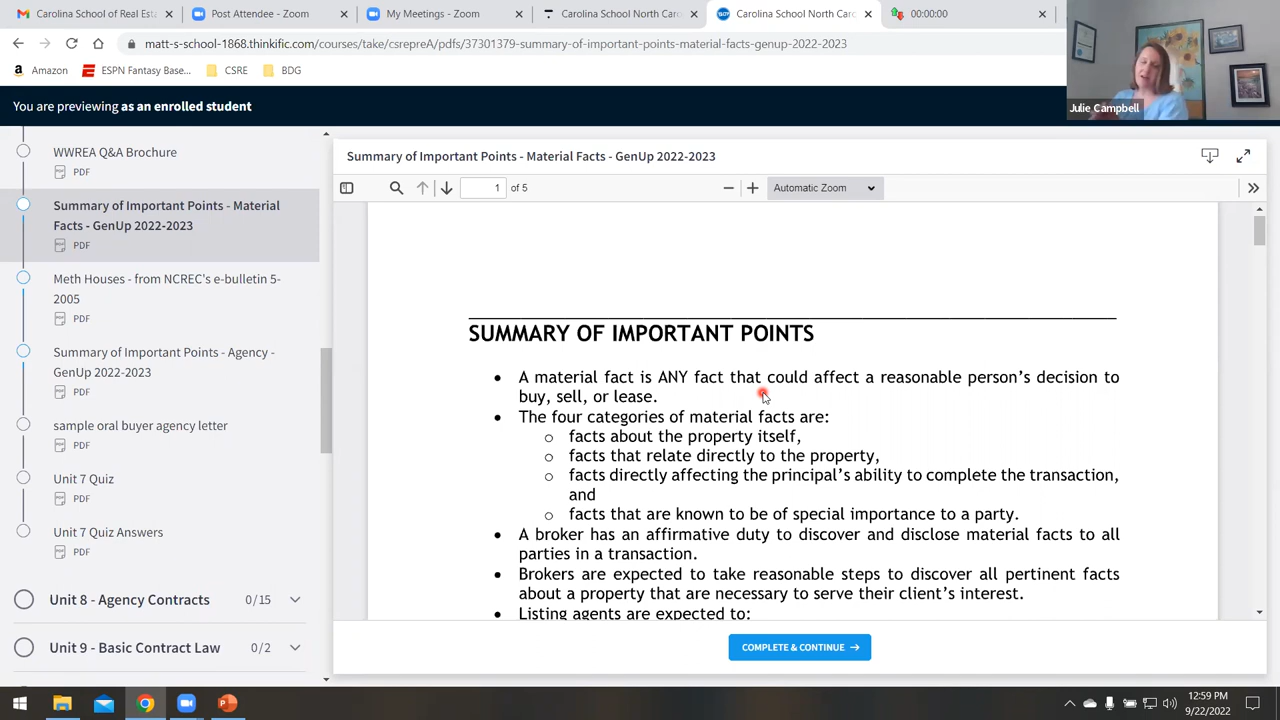 Carolina School of Real Esta
Post Attendee - Zoom
My Meetings - Zoom
Carolina School North Caro
Carolina School North Caro
00:00:00
matt-s-school-1868.thinkific.com/courses/take/csrepreA/pdfs/37301379-summary-of-important-points-material-facts-genup-2022-2023
Amazon
ESPN Fantasy Base...
CSRE
BDG
Julie Campbell
You are previewing as an enrolled student
WWREA Q&A Brochure
PDF
Summary of Important Points - Material
Facts - GenUp 2022-2023
PDF
Meth Houses - from NCREC's e-bulletin 5-
2005
PDF
Summary of Important Points - Agency -
GenUp 2022-2023
PDF
sample oral buyer agency letter
PDF
Unit 7 Quiz
PDF
Unit 7 Quiz Answers
PDF
Unit 8 - Agency Contracts 0/15
Unit 9 - Basic Contract Law 0/2
Summary of Important Points - Material Facts - GenUp 2022-2023
1 of 5
Automatic Zoom
SUMMARY OF IMPORTANT POINTS
• A material fact is ANY fact that could affect a reasonable person's decision to
buy, sell, or lease.
• The four categories of material facts are:
o facts about the property itself,
o facts that relate directly to the property,
o facts directly affecting the principal's ability to complete the transaction,
and
o facts that are known to be of special importance to a party.
• A broker has an affirmative duty to discover and disclose material facts to all
parties in a transaction.
• Brokers are expected to take reasonable steps to discover all pertinent facts
about a property that are necessary to serve their client's interest.
• Listing agents are expected to:
COMPLETE & CONTINUE →
12:59 PM
9/22/2022